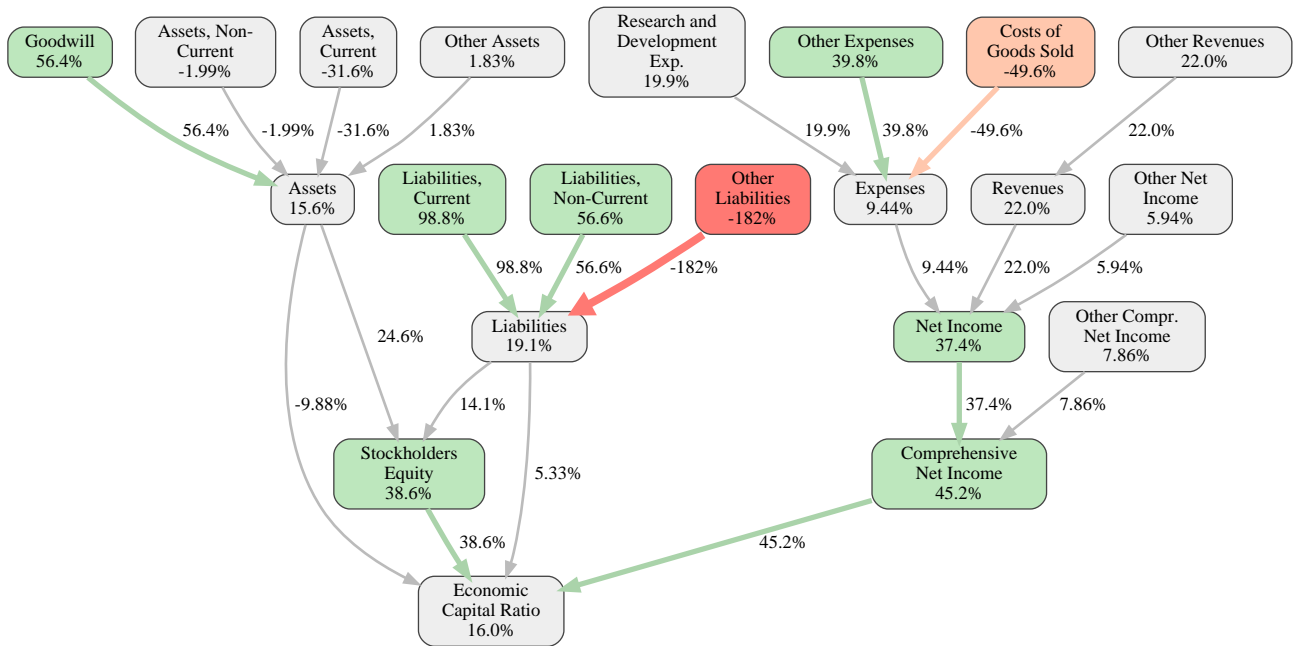 Goodwill
56.4%
Assets, Non-
Current
-1.99%
Assets,
Current
-31.6%
Other Assets
1.83%
Research and
Development
Exp.
19.9%
Other Expenses
39.8%
Costs of
Goods Sold
-49.6%
Other Revenues
22.0%
56.4%
-1.99%
-31.6%
1.83%
19.9%
39.8%
-49.6%
22.0%
Assets
15.6%
Liabilities,
Current
98.8%
Liabilities,
Non-Current
56.6%
Other
Liabilities
-182%
Expenses
9.44%
Revenues
22.0%
Other Net
Income
5.94%
98.8%
56.6%
-182%
9.44%
22.0%
5.94%
Liabilities
19.1%
Net Income
37.4%
Other Compr.
Net Income
7.86%
24.6%
-9.88%
14.1%
37.4%
7.86%
Stockholders
Equity
38.6%
5.33%
Comprehensive
Net Income
45.2%
38.6%
45.2%
Economic
Capital Ratio
16.0%